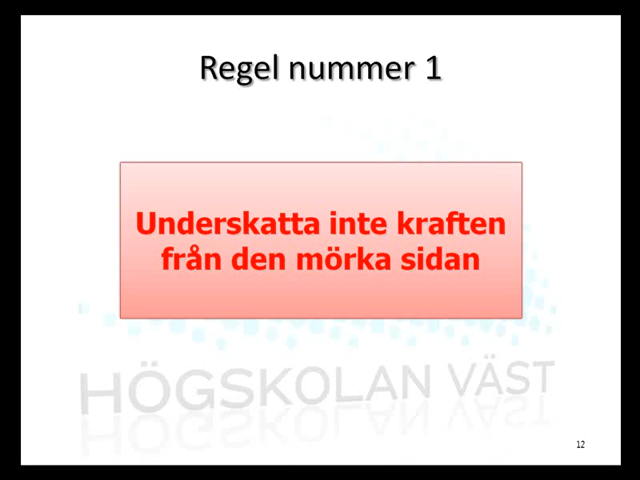 Regel nummer 1
Underskatta inte kraften
från den mörka sidan
HÖGSKOLAN VÄST
12